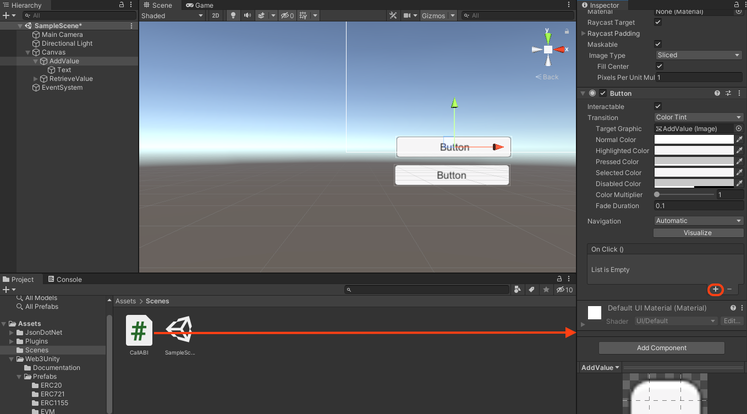 Hierarchy
All
SampleScene*
Main Camera
Directional Light
Canvas
AddValue
Text
RetrieveValue
EventSystem
Scene
Game
Shaded
2D
0
Gizmos
All
y
x
z
Back
Button
Button
Inspector
Material
None (Material)
Raycast Target
Raycast Padding
Maskable
Image Type
Sliced
Fill Center
Pixels Per Unit Mul
1
Button
Interactable
Transition
Color Tint
Target Graphic
AddValue (Image)
Normal Color
Highlighted Color
Pressed Color
Selected Color
Disabled Color
Color Multiplier
1
Fade Duration
0.1
Navigation
Automatic
Visualize
On Click ()
List is Empty
Default UI Material (Material)
Shader
UI/Default
Edit...
Add Component
AddValue
Project
Console
10
All Models
All Prefabs
Assets
JsonDotNet
Plugins
Scenes
Web3Unity
Documentation
Prefabs
ERC20
ERC721
ERC1155
EVM
Assets
Scenes
#
CallABI
SampleSc...